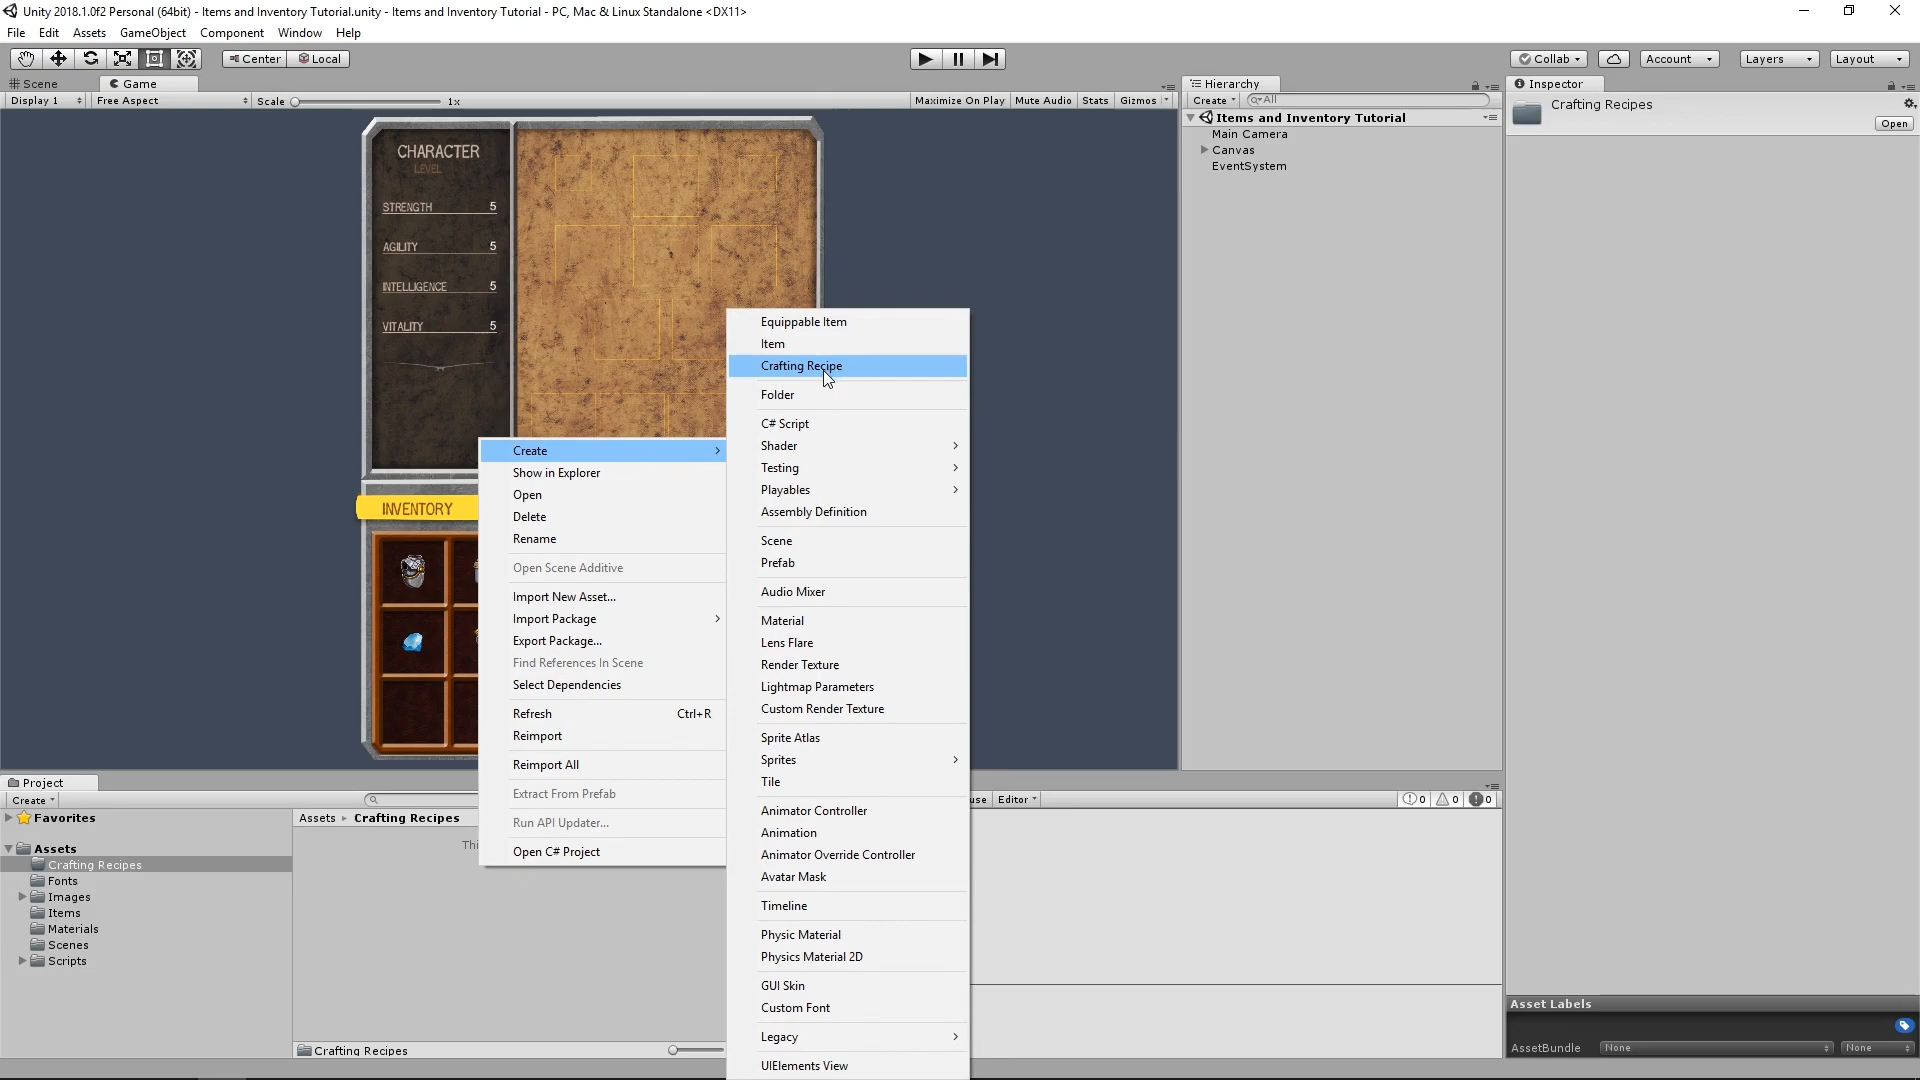 Unity 2018.1.0f2 Personal (64bit) - Items and Inventory Tutorial.unity - Items and Inventory Tutorial - PC, Mac & Linux Standalone <DX11>
File Edit Assets GameObject Component Window Help
Center Local
Collab Account Layers Layout
Scene Game
Hierarchy
Inspector
Display 1 Free Aspect Scale 1x Maximize On Play Mute Audio Stats Gizmos
Create All
Crafting Recipes
Open
Items and Inventory Tutorial
Main Camera
Canvas
EventSystem
CHARACTER
LEVEL
STRENGTH 5
AGILITY 5
INTELLIGENCE 5
VITALITY 5
INVENTORY
Create
Show in Explorer
Open
Delete
Rename
Open Scene Additive
Import New Asset...
Import Package
Export Package...
Find References In Scene
Select Dependencies
Refresh Ctrl+R
Reimport
Reimport All
Extract From Prefab
Run API Updater...
Open C# Project
Equippable Item
Item
Crafting Recipe
Folder
C# Script
Shader
Testing
Playables
Assembly Definition
Scene
Prefab
Audio Mixer
Material
Lens Flare
Render Texture
Lightmap Parameters
Custom Render Texture
Sprite Atlas
Sprites
Tile
Animator Controller
Animation
Animator Override Controller
Avatar Mask
Timeline
Physic Material
Physics Material 2D
GUI Skin
Custom Font
Legacy
UIElements View
Project
Create
use Editor 0 0 0
Favorites
Assets
Crafting Recipes
Fonts
Images
Items
Materials
Scenes
Scripts
Assets Crafting Recipes
Thi
Crafting Recipes
Asset Labels
AssetBundle None None